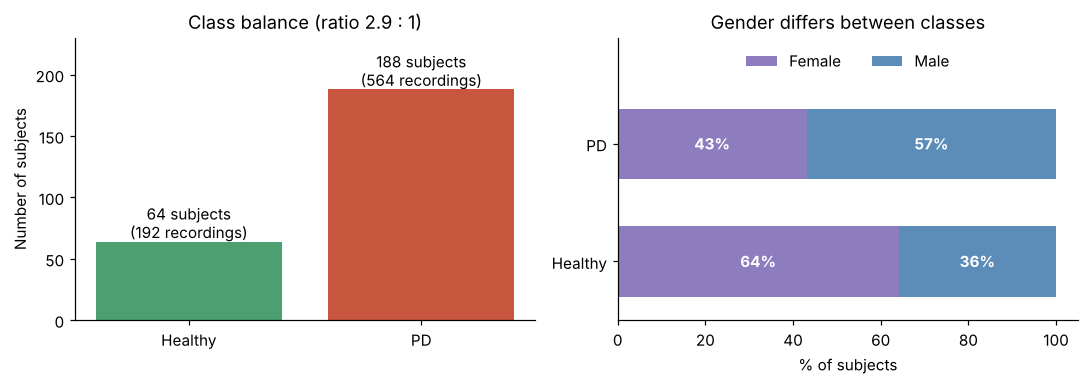 Class balance (ratio 2.9 : 1)
Number of subjects
200
150
100
50
0
188 subjects
(564 recordings)
64 subjects
(192 recordings)
Healthy
PD
Gender differs between classes
Female
Male
PD
43%
57%
Healthy
64%
36%
0
20
40
60
80
100
% of subjects